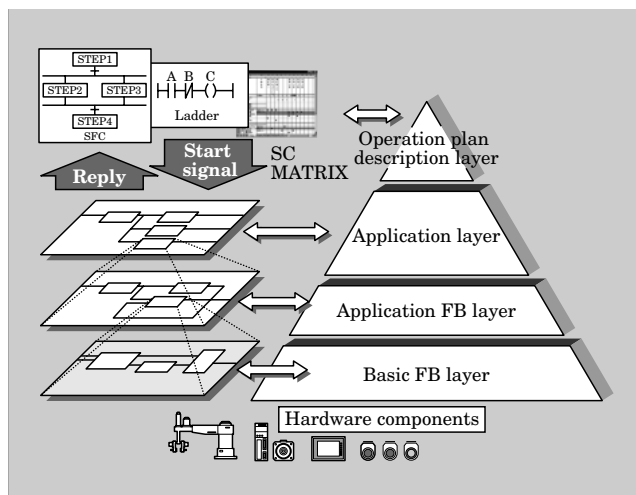 STEP1
STEP2 STEP3
STEP4
SFC
A B C
Ladder
SC
MATRIX
Reply
Start
signal
Operation plan
description layer
Application layer
Application FB layer
Basic FB layer
Hardware components